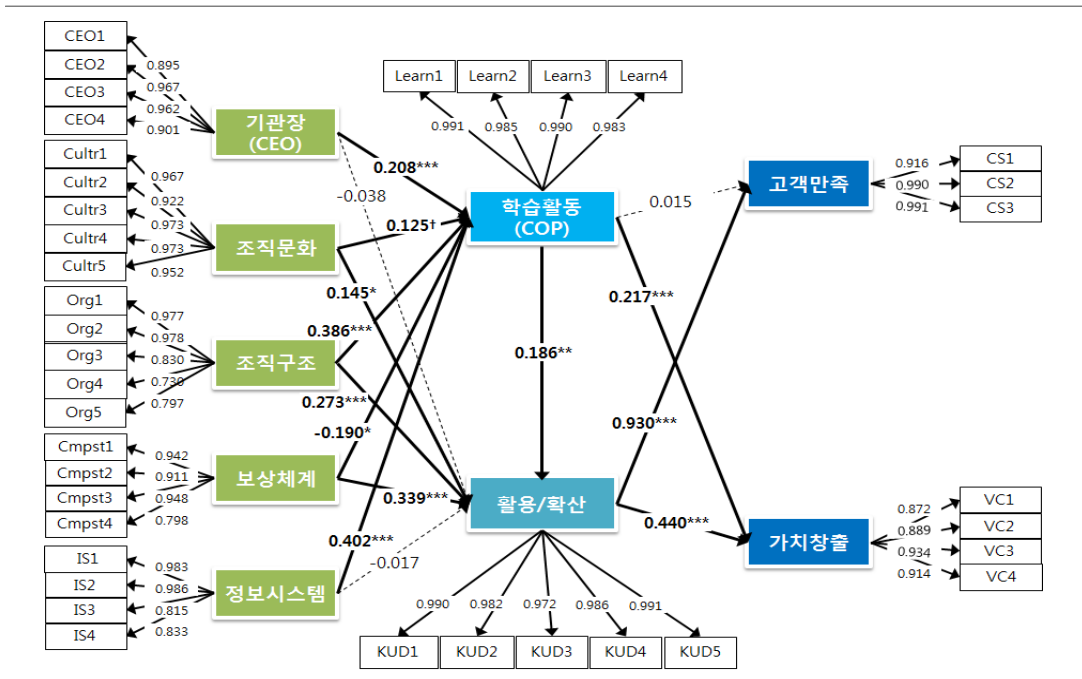 CEO1
CEO2
CEO3
CEO4
0.895
0.967
0.962
0.901
기관장
(CEO)
Cultr1
Cultr2
Cultr3
Cultr4
Cultr5
0.967
0.922
0.973
0.973
0.952
조직문화
Org1
Org2
Org3
Org4
Org5
0.977
0.978
0.830
0.730
0.797
조직구조
Cmpst1
Cmpst2
Cmpst3
Cmpst4
0.942
0.911
0.948
0.798
보상체계
IS1
IS2
IS3
IS4
0.983
0.986
0.815
0.833
정보시스템
0.208***
-0.038
0.125†
0.145*
0.386***
0.273***
-0.190*
0.339***
0.402***
-0.017
Learn1
Learn2
Learn3
Learn4
0.991
0.985
0.990
0.983
학습활동
(COP)
0.186**
활용/확산
0.990
0.982
0.972
0.986
0.991
KUD1
KUD2
KUD3
KUD4
KUD5
0.015
0.217***
0.930***
0.440***
고객만족
0.916
0.990
0.991
CS1
CS2
CS3
가치창출
0.872
0.889
0.934
0.914
VC1
VC2
VC3
VC4